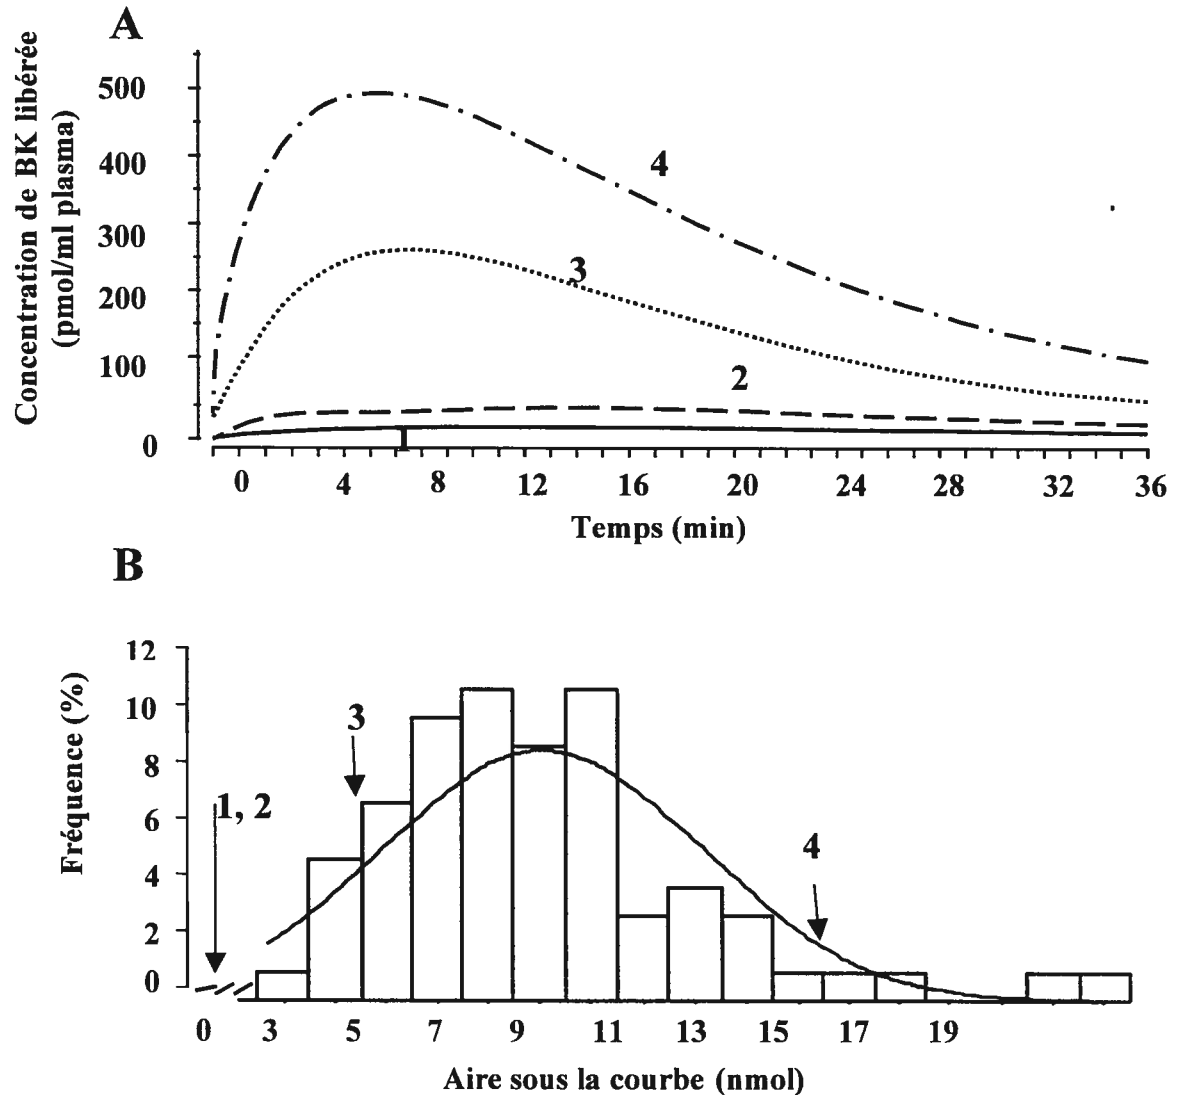 A
Concentration de BK libérée
(pmol/ml plasma)
500
400
300
200
100
0
4
3
2
1
0 4 8 12 16 20 24 28 32 36
Temps (min)
B
Fréquence (%)
12
10
8
6
4
2
0
3
1, 2
4
0 3 5 7 9 11 13 15 17 19
Aire sous la courbe (nmol)